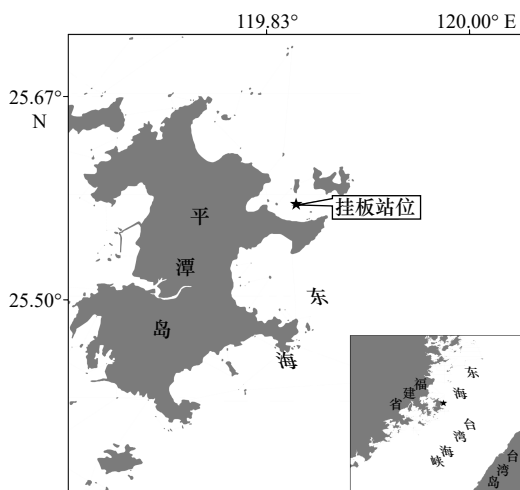 119.83°
120.00° E
25.67°
N
挂板站位
平
潭
岛
25.50°
东
海
福
建
省
东
海
台
湾
海
峡
台
湾
岛